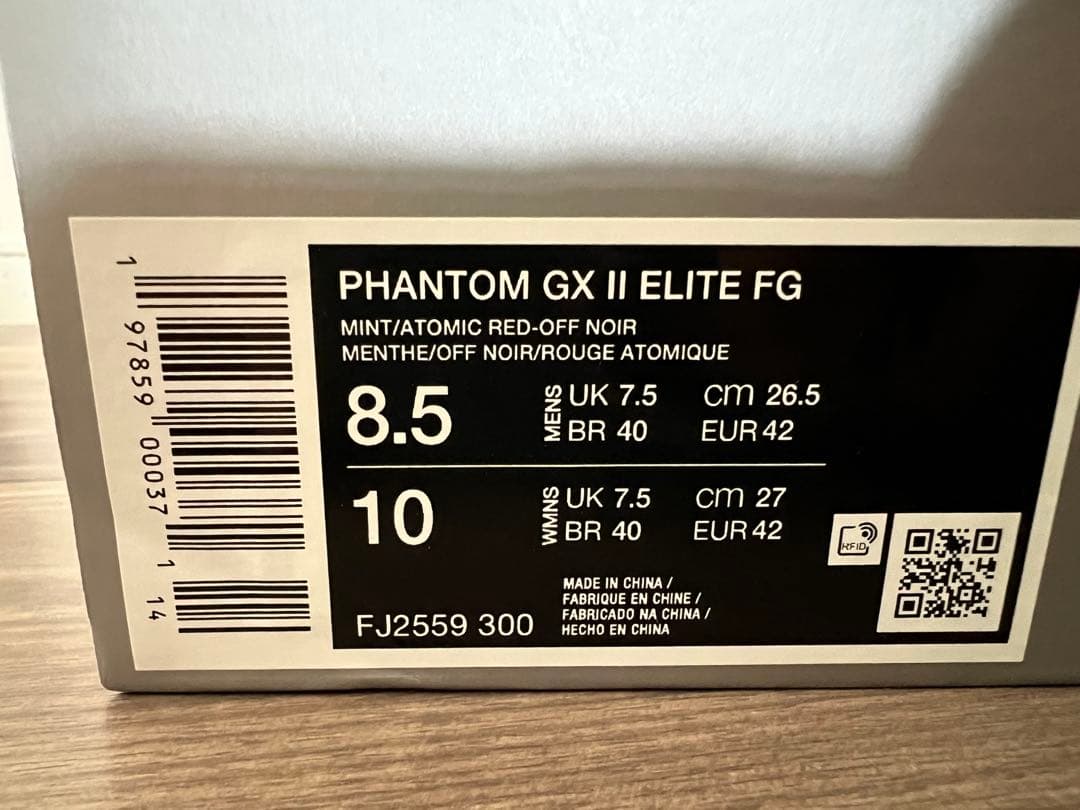 1 97859 00037 1 14
PHANTOM GX II ELITE FG
MINT/ATOMIC RED-OFF NOIR
MENTHE/OFF NOIR/ROUGE ATOMIQUE
8.5 MENS UK 7.5 cm 26.5
BR 40 EUR 42
10 WMNS UK 7.5 cm 27
BR 40 EUR 42
RFID
MADE IN CHINA /
FABRIQUE EN CHINE /
FABRICADO NA CHINA /
HECHO EN CHINA
FJ2559 300